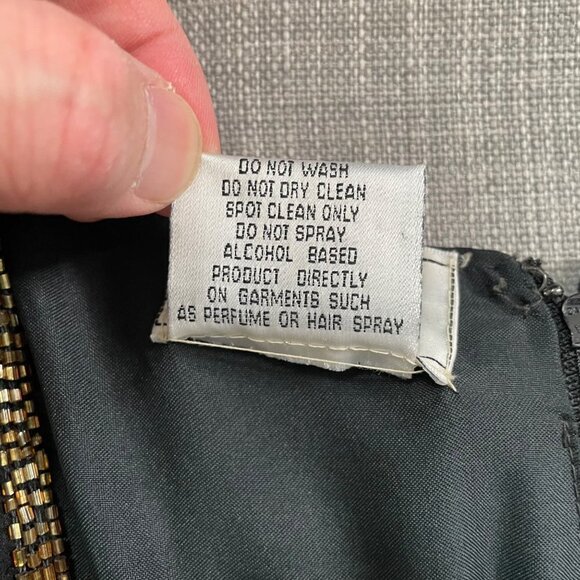 DO NOT WASH
DO NOT DRY CLEAN
SPOT CLEAN ONLY
DO NOT SPRAY
ALCOHOL BASED
PRODUCT DIRECTLY
ON GARMENTS SUCH
AS PERFUME OR HAIR SPRAY